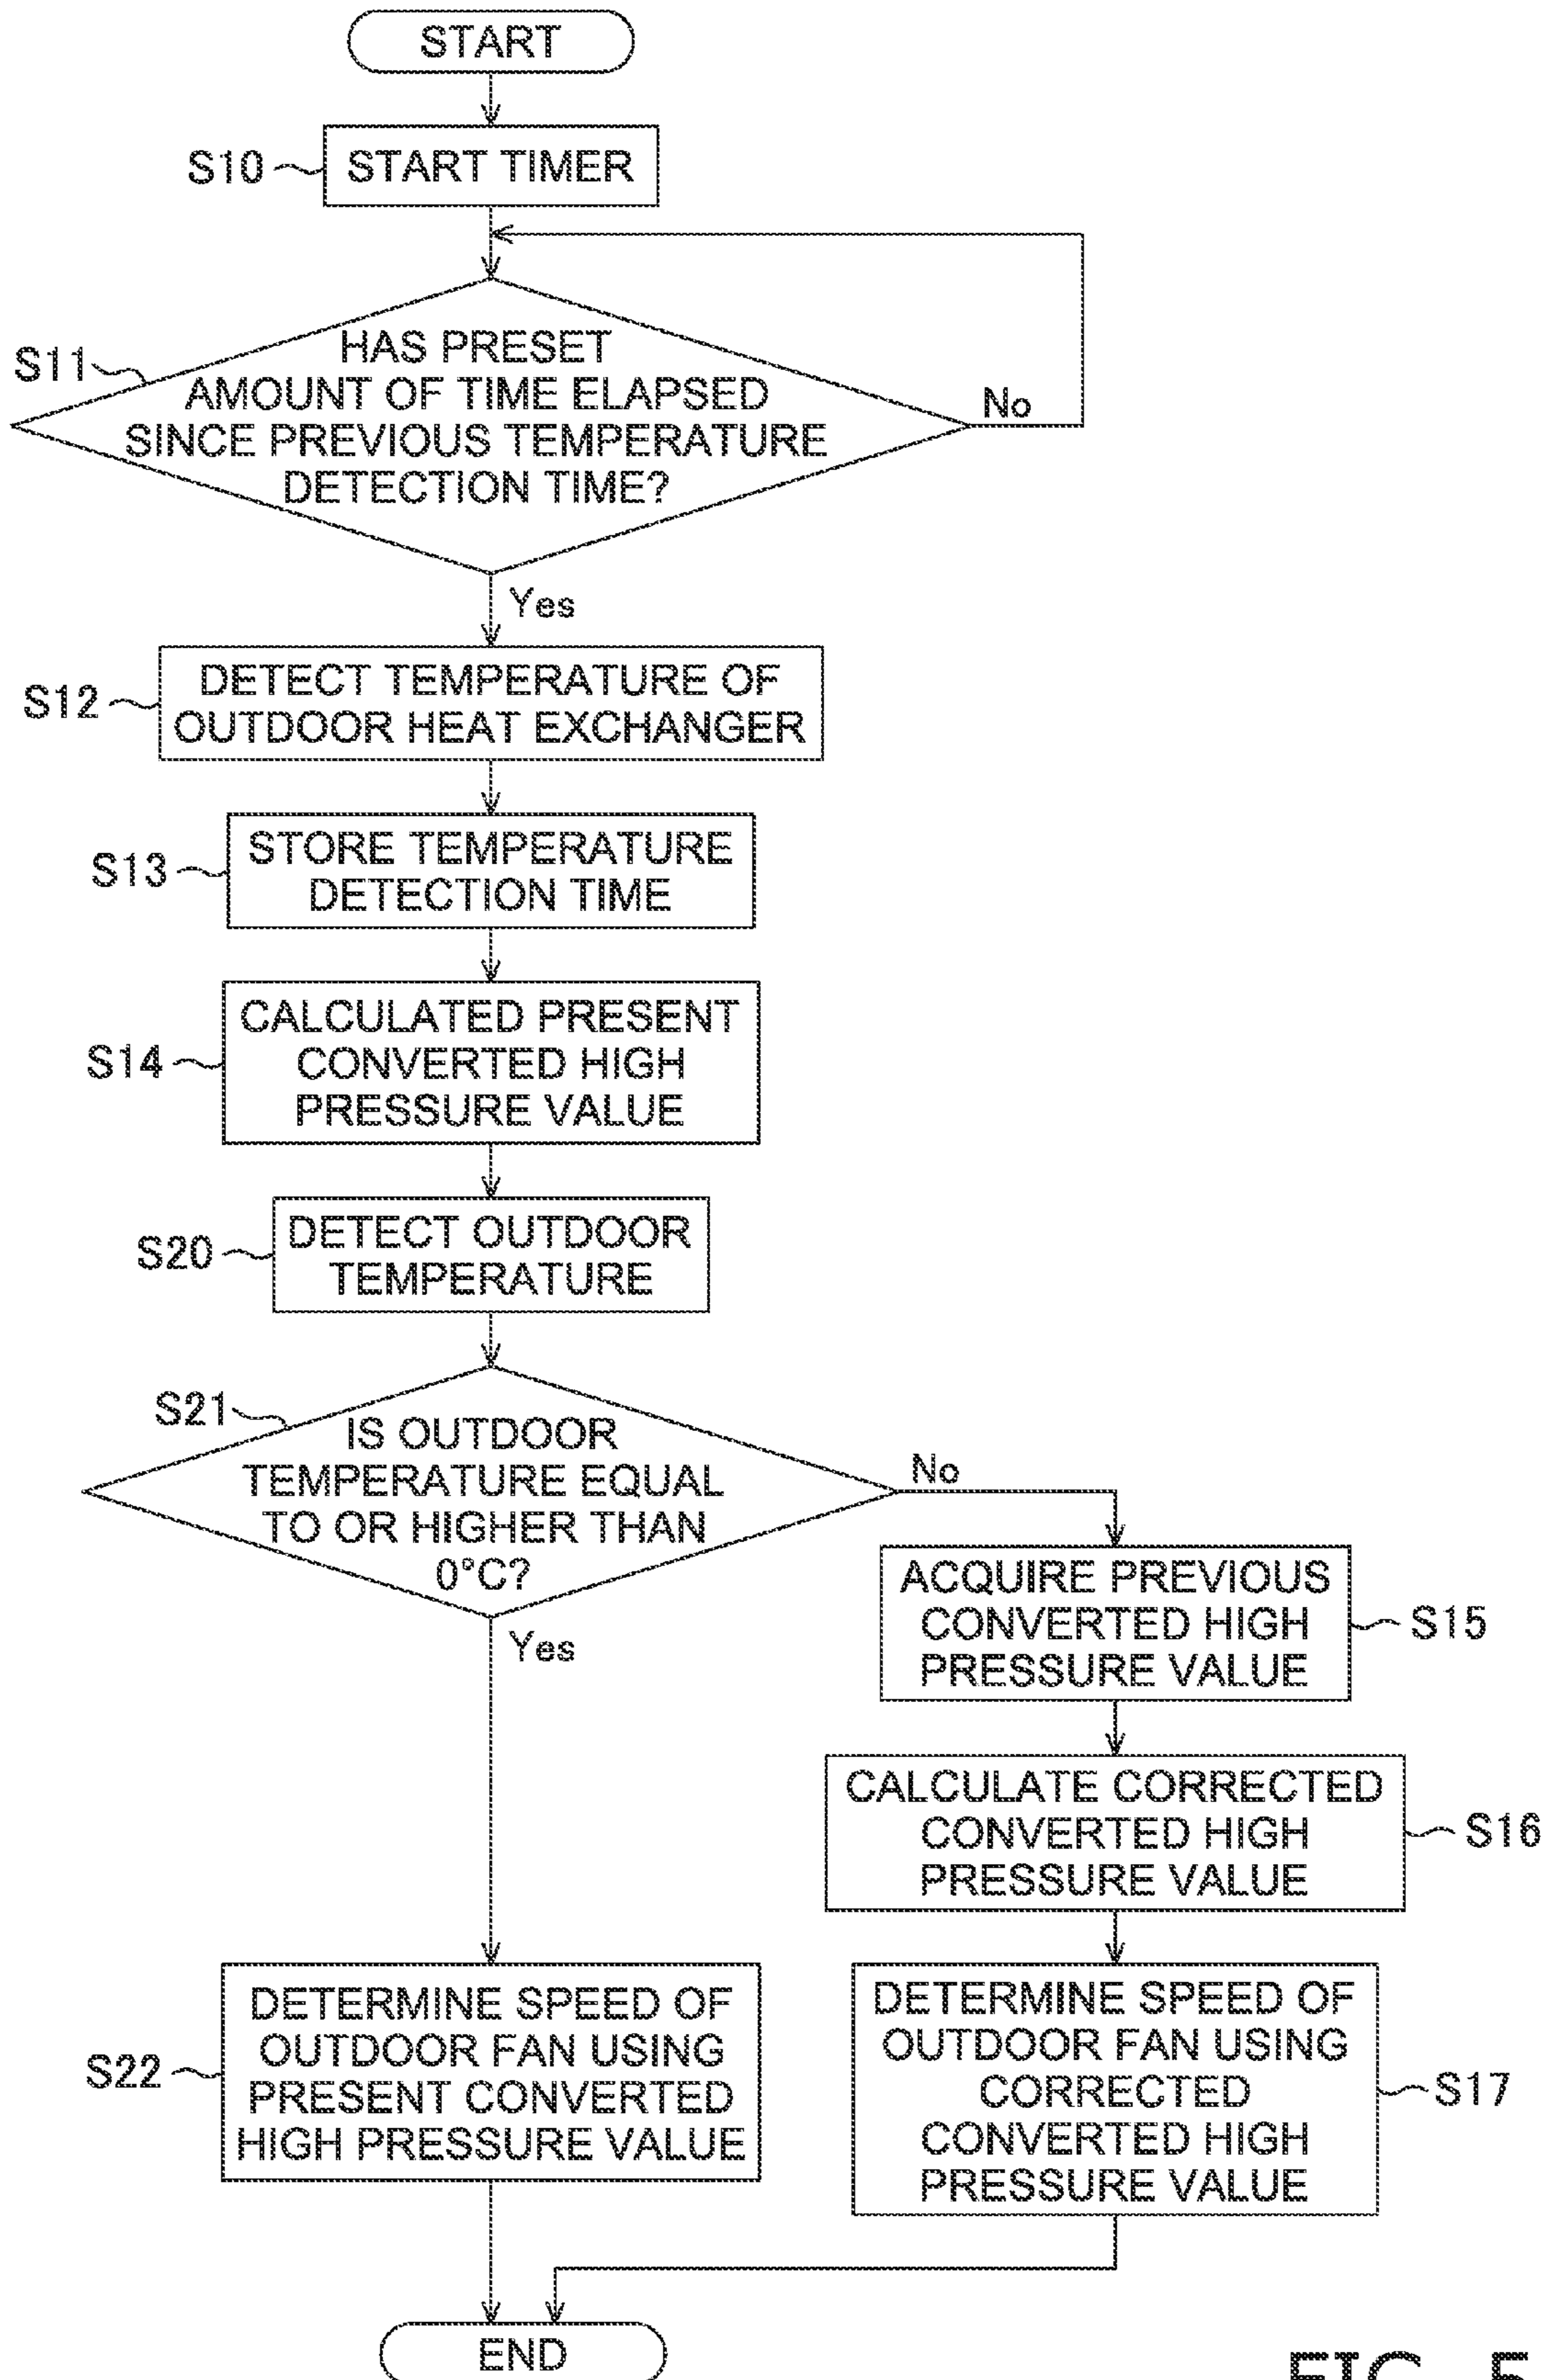 START
S10
START TIMER
S11
HAS PRESET
AMOUNT OF TIME ELAPSED
SINCE PREVIOUS TEMPERATURE
DETECTION TIME?
No
Yes
S12
DETECT TEMPERATURE OF
OUTDOOR HEAT EXCHANGER
S13
STORE TEMPERATURE
DETECTION TIME
S14
CALCULATED PRESENT
CONVERTED HIGH
PRESSURE VALUE
S20
DETECT OUTDOOR
TEMPERATURE
S21
IS OUTDOOR
TEMPERATURE EQUAL
TO OR HIGHER THAN
0°C?
No
Yes
ACQUIRE PREVIOUS
CONVERTED HIGH
PRESSURE VALUE
S15
CALCULATE CORRECTED
CONVERTED HIGH
PRESSURE VALUE
S16
S22
DETERMINE SPEED OF
OUTDOOR FAN USING
PRESENT CONVERTED
HIGH PRESSURE VALUE
DETERMINE SPEED OF
OUTDOOR FAN USING
CORRECTED
CONVERTED HIGH
PRESSURE VALUE
S17
END
FIG. 5